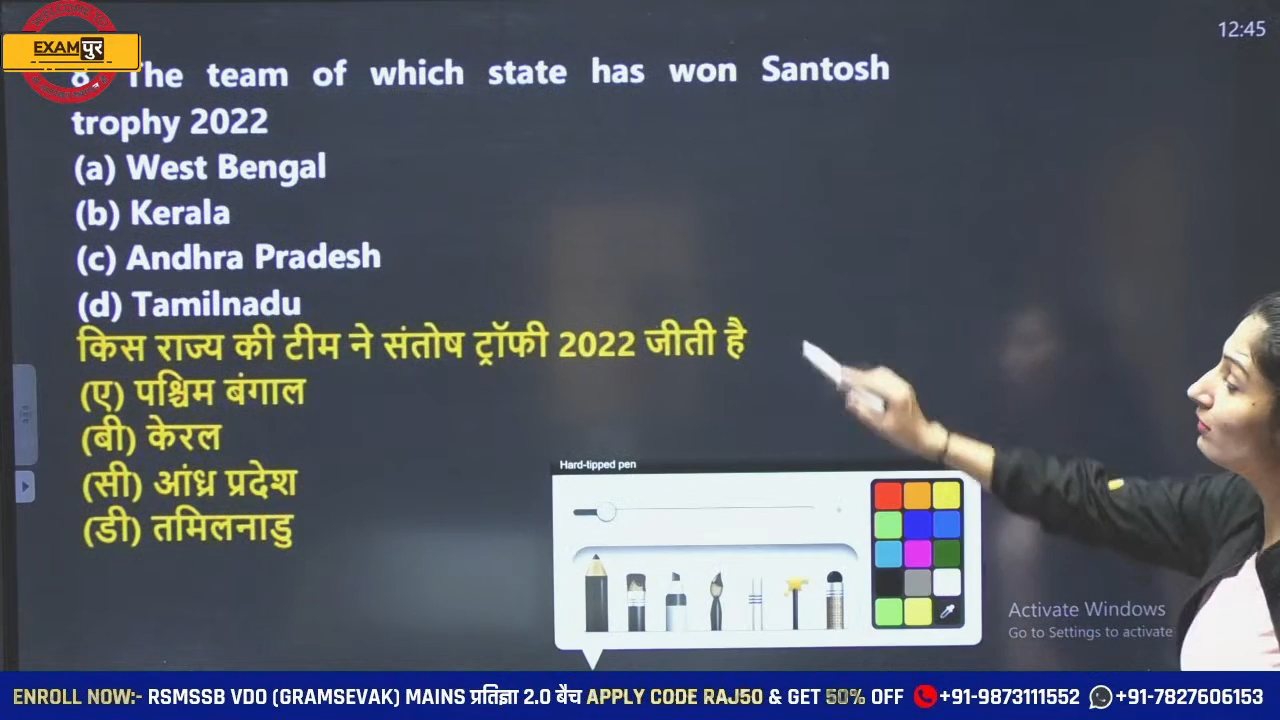 12:45
EXAMपुर
8 The team of which state has won Santosh
trophy 2022
(a) West Bengal
(b) Kerala
(c) Andhra Pradesh
(d) Tamilnadu
किस राज्य की टीम ने संतोष ट्रॉफी 2022 जीती है
(ए) पश्चिम बंगाल
(बी) केरल
(सी) आंध्र प्रदेश
(डी) तमिलनाडु
Hard-tipped pen
Activate Windows
Go to Settings to activate
ENROLL NOW:- RSMSSB VDO (GRAMSEVAK) MAINS प्रतिज्ञा 2.0 बैच APPLY CODE RAJ50 & GET 50% OFF +91-9873111552 +91-7827606153